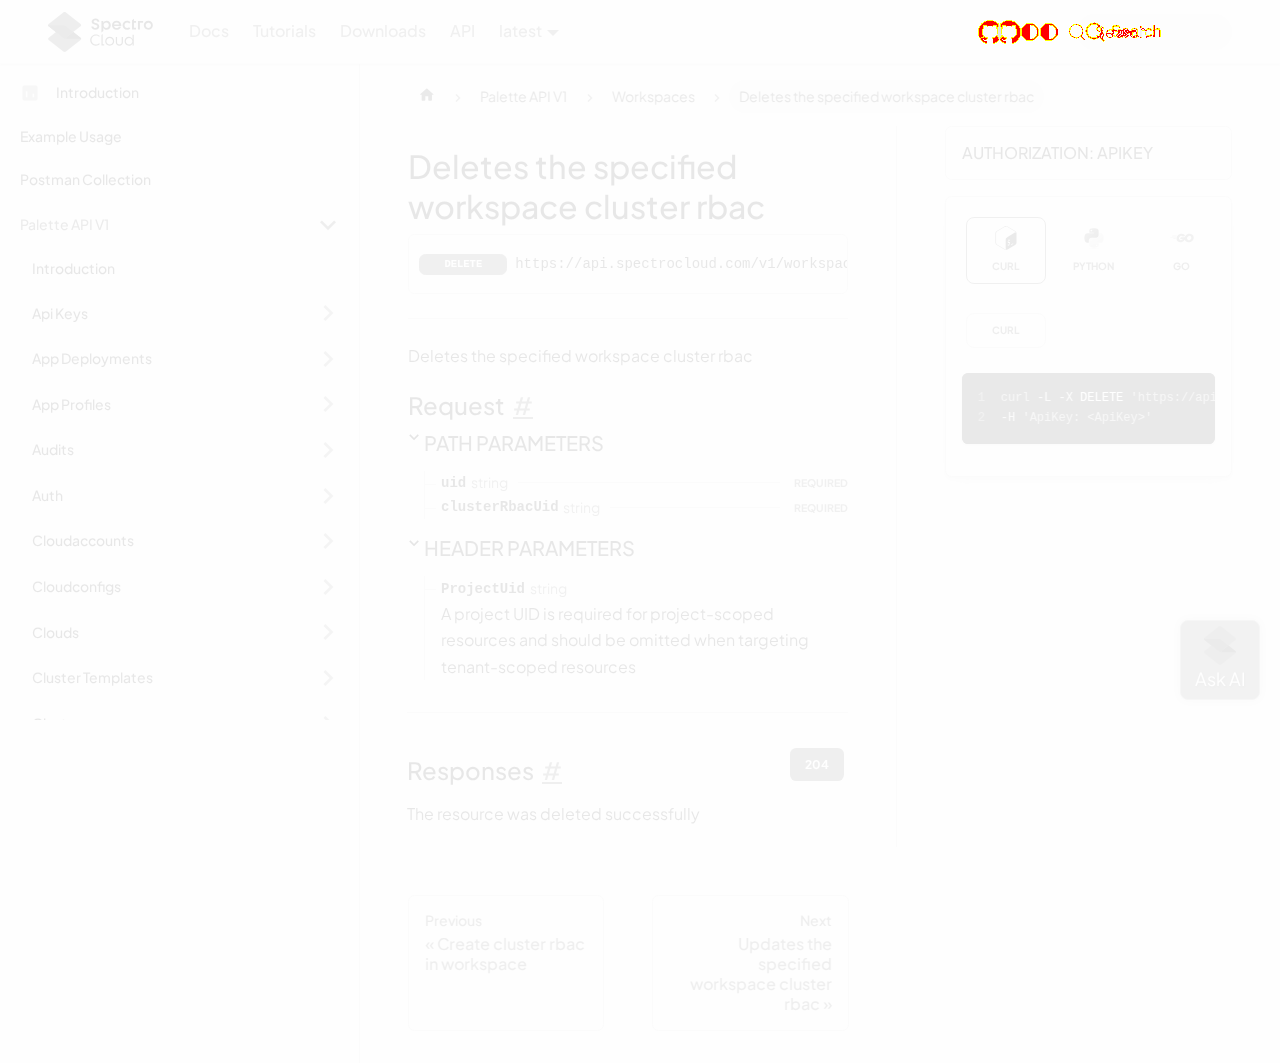 Spectro
Cloud
Docs
Tutorials
Downloads
API
latest
Search
Introduction
Example Usage
Postman Collection
Palette API V1
Introduction
Api Keys
App Deployments
App Profiles
Audits
Auth
Cloudaccounts
Cloudconfigs
Clouds
Cluster Templates
Palette API V1
Workspaces
Deletes the specified workspace cluster rbac
Deletes the specified
workspace cluster rbac
DELETE https://api.spectrocloud.com/v1/workspac
Deletes the specified workspace cluster rbac
Request #
PATH PARAMETERS
uid string REQUIRED
clusterRbacUid string REQUIRED
HEADER PARAMETERS
ProjectUid string
A project UID is required for project-scoped
resources and should be omitted when targeting
tenant-scoped resources
Responses #
204
The resource was deleted successfully
Previous
« Create cluster rbac
in workspace
Next
Updates the
specified
workspace cluster
rbac »
AUTHORIZATION: APIKEY
CURL
PYTHON
GO
GO
CURL
1 curl -L -X DELETE 'https://api
2 -H 'ApiKey: <ApiKey>'
Ask AI